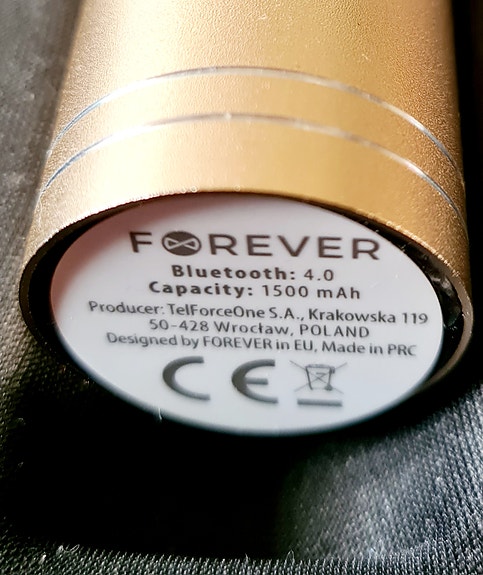 FOREVER
Bluetooth: 4.0
Capacity: 1500 mAh
Producer: TelForceOne S.A., Krakowska 119
50-428 Wrocław, POLAND
Designed by FOREVER in EU, Made in PRC
CE